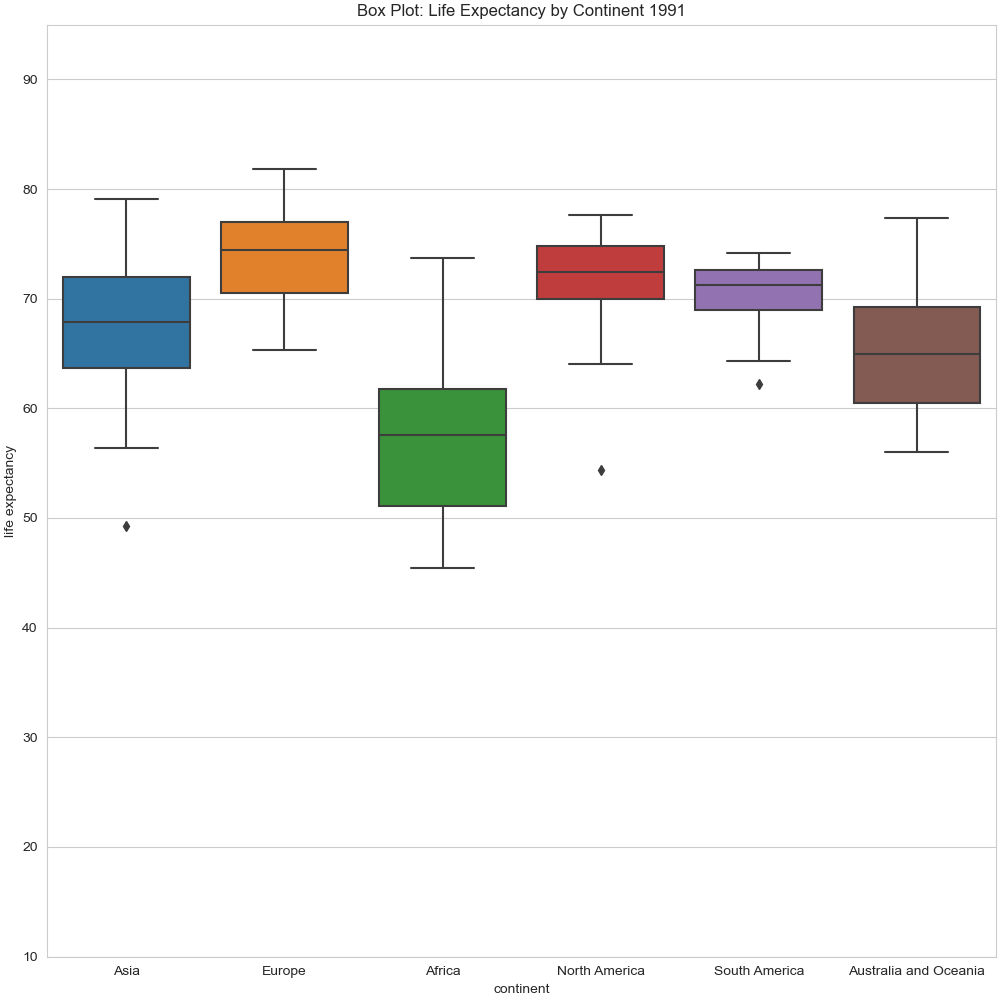 Box Plot: Life Expectancy by Continent 1991
90
80
70
60
50
40
30
20
10
life expectancy
Asia Europe Africa North America South America Australia and Oceania
continent